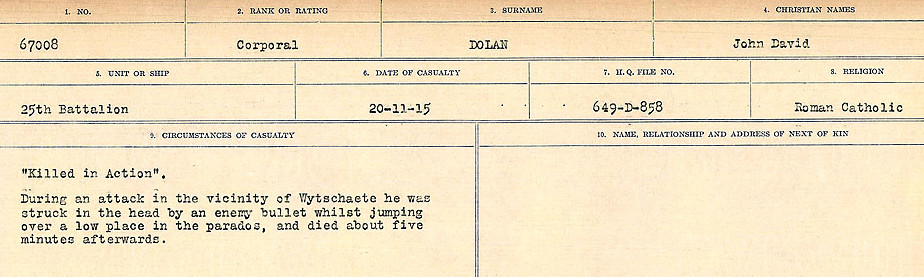 1. NO. 2. RANK OR RATING 3. SURNAME 4. CHRISTIAN NAMES
67008 Corporal DOLAN John David
5. UNIT OR SHIP 6. DATE OF CASUALTY 7. H.Q. FILE NO. 8. RELIGION
25th Battalion 20-11-15 649-D-858 Roman Catholic
9. CIRCUMSTANCES OF CASUALTY 10. NAME, RELATIONSHIP AND ADDRESS OF NEXT OF KIN
"Killed in Action".
During an attack in the vicinity of Wytschaete he was
struck in the head by an enemy bullet whilst jumping
over a low place in the parados, and died about five
minutes afterwards.